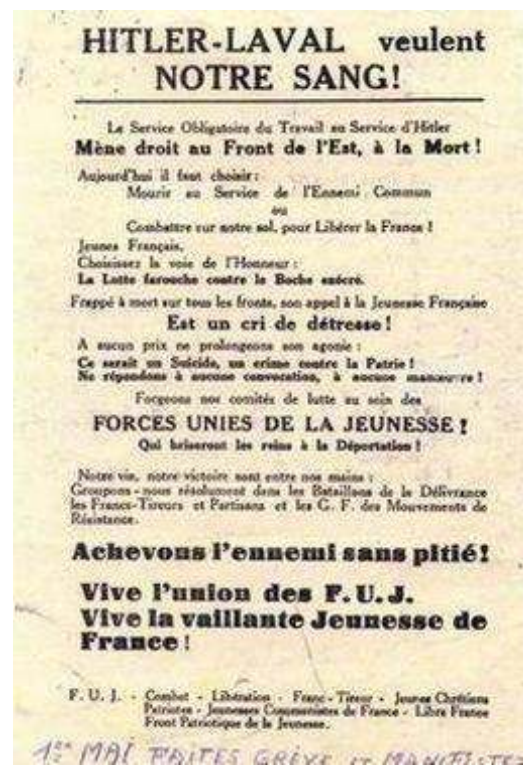 HITLER-LAVAL veulent
NOTRE SANG!
Le Service Obligatoire du Travail au Service d'Hitler
Mène droit au Front de l'Est, à la Mort !
Aujourd'hui il faut choisir :
Mourir au Service de l'Ennemi Commun
ou
Combattre sur notre sol, pour Libérer la France !
Jeunes Français,
Choisissez la voie de l'Honneur :
La Lutte farouche contre le Boche exécré.
Frappé à mort sur tous les fronts, son appel à la Jeunesse Française
Est un cri de détresse !
A aucun prix ne prolongeons son agonie :
Ce serait un Suicide, un crime contre la Patrie !
Ne répondons à aucune convocation, à aucune manœuvre !
Forgeons nos comités de lutte au sein des
FORCES UNIES DE LA JEUNESSE !
Qui briseront les reins à la Déportation !
Notre vie, notre victoire sont entre nos mains :
Groupons-nous résolument dans les Bataillons de la Délivrance
les Francs-Tireurs et Partisans et les G. F. des Mouvements de
Résistance.
Achevons l'ennemi sans pitié!
Vive l'union des F.U.J.
Vive la vaillante Jeunesse de
France !
F. U. J. - Combat - Libération - Franc-Tireur - Jeunes Chrétiens
Patriotes - Jeunesses Communistes de France - Libre France
Front Patriotique de la Jeunesse.
1er MAI FAITES GRÈVE ET MANIFESTEZ